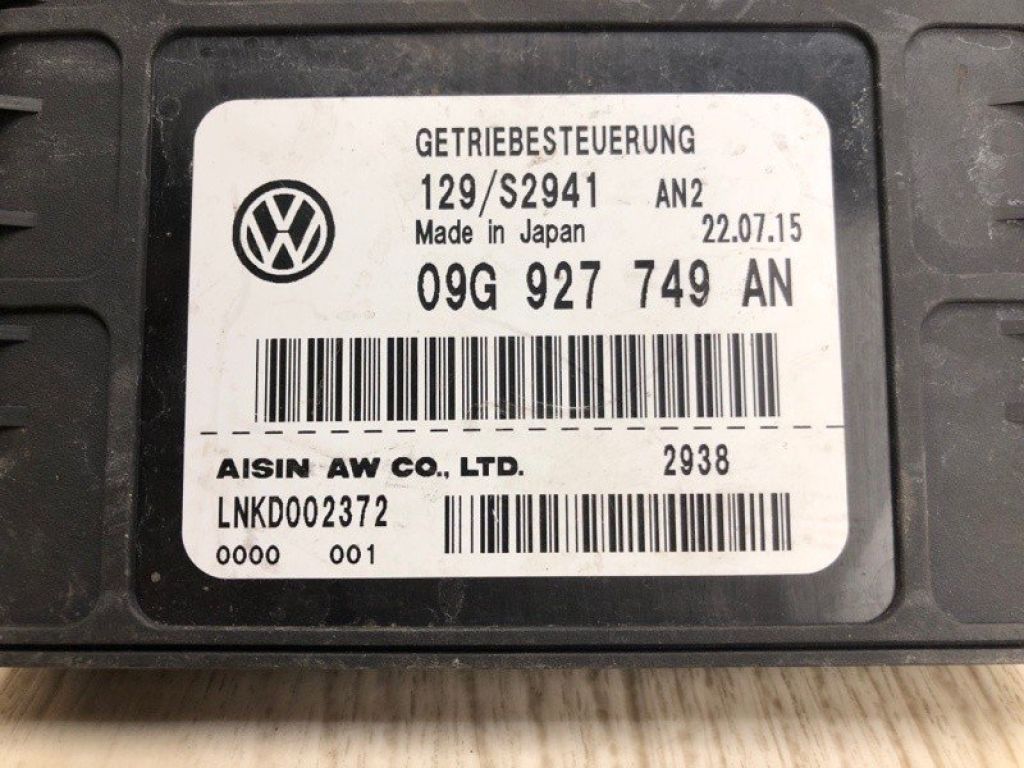 GETRIEBESTEUERUNG
129/S2941 AN2
Made in Japan 22.07.15
09G 927 749 AN
AISIN AW CO., LTD. 2938
LNKD002372
0000 001